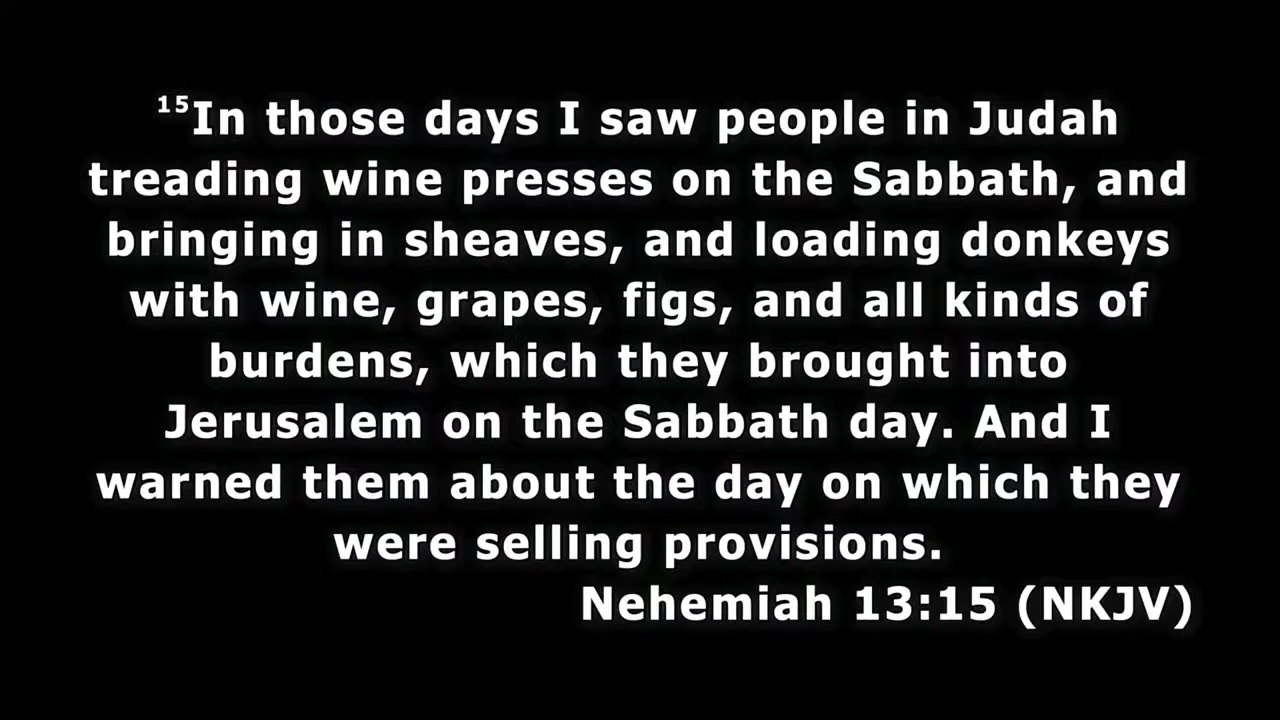 ¹⁵In those days I saw people in Judah
treading wine presses on the Sabbath, and
bringing in sheaves, and loading donkeys
with wine, grapes, figs, and all kinds of
burdens, which they brought into
Jerusalem on the Sabbath day. And I
warned them about the day on which they
were selling provisions.
Nehemiah 13:15 (NKJV)